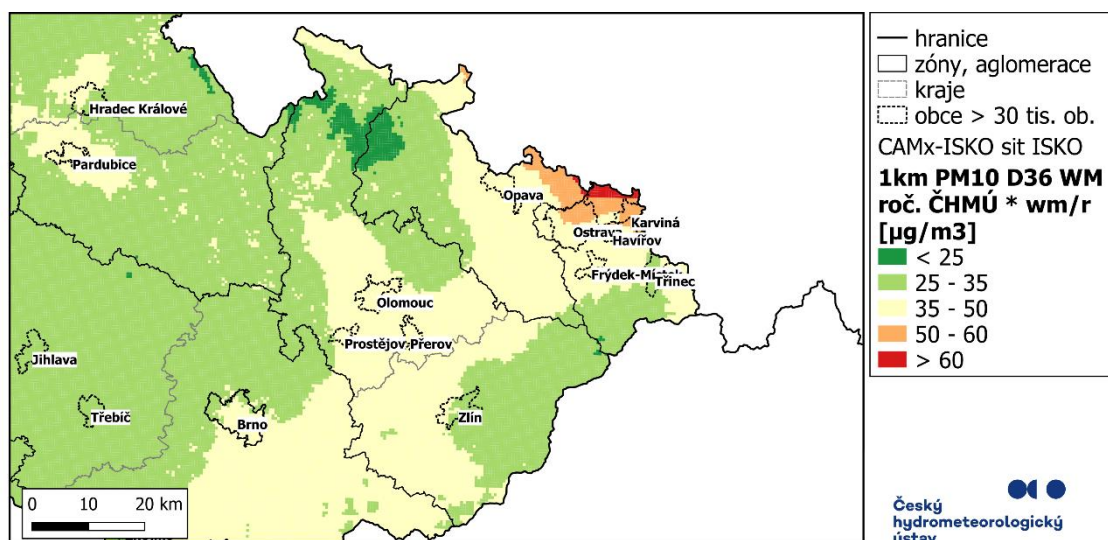 Hradec Králové
Pardubice
Opava
Karviná
Ostrava
Havířov
Frýdek-Místek
Třinec
Olomouc
Prostějov
Přerov
Jihlava
Třebíč
Brno
Zlín
0 10 20 km
hranice
zóny, aglomerace
kraje
obce > 30 tis. ob.
CAMx-ISKO sit ISKO
1km PM10 D36 WM
roč. ČHMÚ * wm/r
[µg/m3]
< 25
25 - 35
35 - 50
50 - 60
> 60
Český
hydrometeorologický
ústav